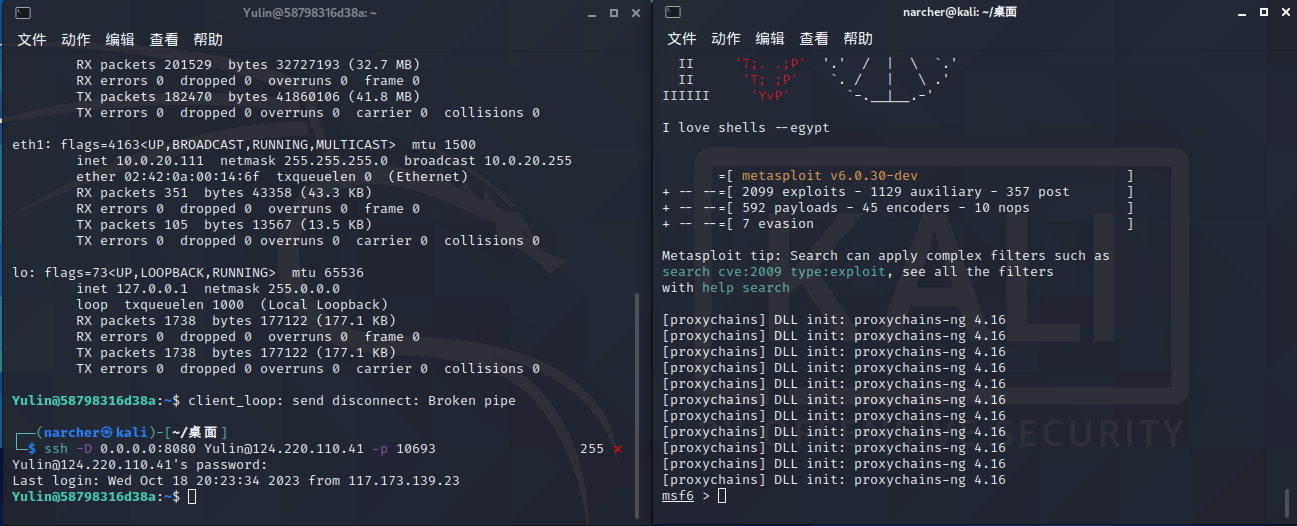 Yulin@58798316d38a: ~
文件 动作 编辑 查看 帮助
RX packets 201529  bytes 32727193 (32.7 MB)
RX errors 0  dropped 0  overruns 0  frame 0
TX packets 182470  bytes 41860106 (41.8 MB)
TX errors 0  dropped 0 overruns 0  carrier 0  collisions 0
eth1: flags=4163<UP,BROADCAST,RUNNING,MULTICAST>  mtu 1500
inet 10.0.20.111  netmask 255.255.255.0  broadcast 10.0.20.255
ether 02:42:0a:00:14:6f  txqueuelen 0  (Ethernet)
RX packets 351  bytes 43358 (43.3 KB)
RX errors 0  dropped 0  overruns 0  frame 0
TX packets 105  bytes 13567 (13.5 KB)
TX errors 0  dropped 0 overruns 0  carrier 0  collisions 0
lo: flags=73<UP,LOOPBACK,RUNNING>  mtu 65536
inet 127.0.0.1  netmask 255.0.0.0
loop  txqueuelen 1000  (Local Loopback)
RX packets 1738  bytes 177122 (177.1 KB)
RX errors 0  dropped 0  overruns 0  frame 0
TX packets 1738  bytes 177122 (177.1 KB)
TX errors 0  dropped 0 overruns 0  carrier 0  collisions 0
Yulin@58798316d38a:~$ client_loop: send disconnect: Broken pipe
┌──(narcher㉿kali)-[~/桌面]
└─$ ssh -D 0.0.0.0:8080 Yulin@124.220.110.41 -p 10693 255 ⨯
Yulin@124.220.110.41's password:
Last login: Wed Oct 18 20:23:34 2023 from 117.173.139.23
Yulin@58798316d38a:~$
narcher@kali: ~/桌面
文件 动作 编辑 查看 帮助
II     'T;. .;P'  '.'  /  |  \  `.'
II      'T; ;P'    `. /   |   \ .'
IIIIII     'YvP'       `-.__|__.-'
I love shells --egypt
=[ metasploit v6.0.30-dev ]
+ -- --=[ 2099 exploits - 1129 auxiliary - 357 post ]
+ -- --=[ 592 payloads - 45 encoders - 10 nops ]
+ -- --=[ 7 evasion ]
Metasploit tip: Search can apply complex filters such as
search cve:2009 type:exploit, see all the filters
with help search
[proxychains] DLL init: proxychains-ng 4.16
[proxychains] DLL init: proxychains-ng 4.16
[proxychains] DLL init: proxychains-ng 4.16
[proxychains] DLL init: proxychains-ng 4.16
[proxychains] DLL init: proxychains-ng 4.16
[proxychains] DLL init: proxychains-ng 4.16
[proxychains] DLL init: proxychains-ng 4.16
[proxychains] DLL init: proxychains-ng 4.16
[proxychains] DLL init: proxychains-ng 4.16
[proxychains] DLL init: proxychains-ng 4.16
[proxychains] DLL init: proxychains-ng 4.16
msf6 >
KALI
SECURITY